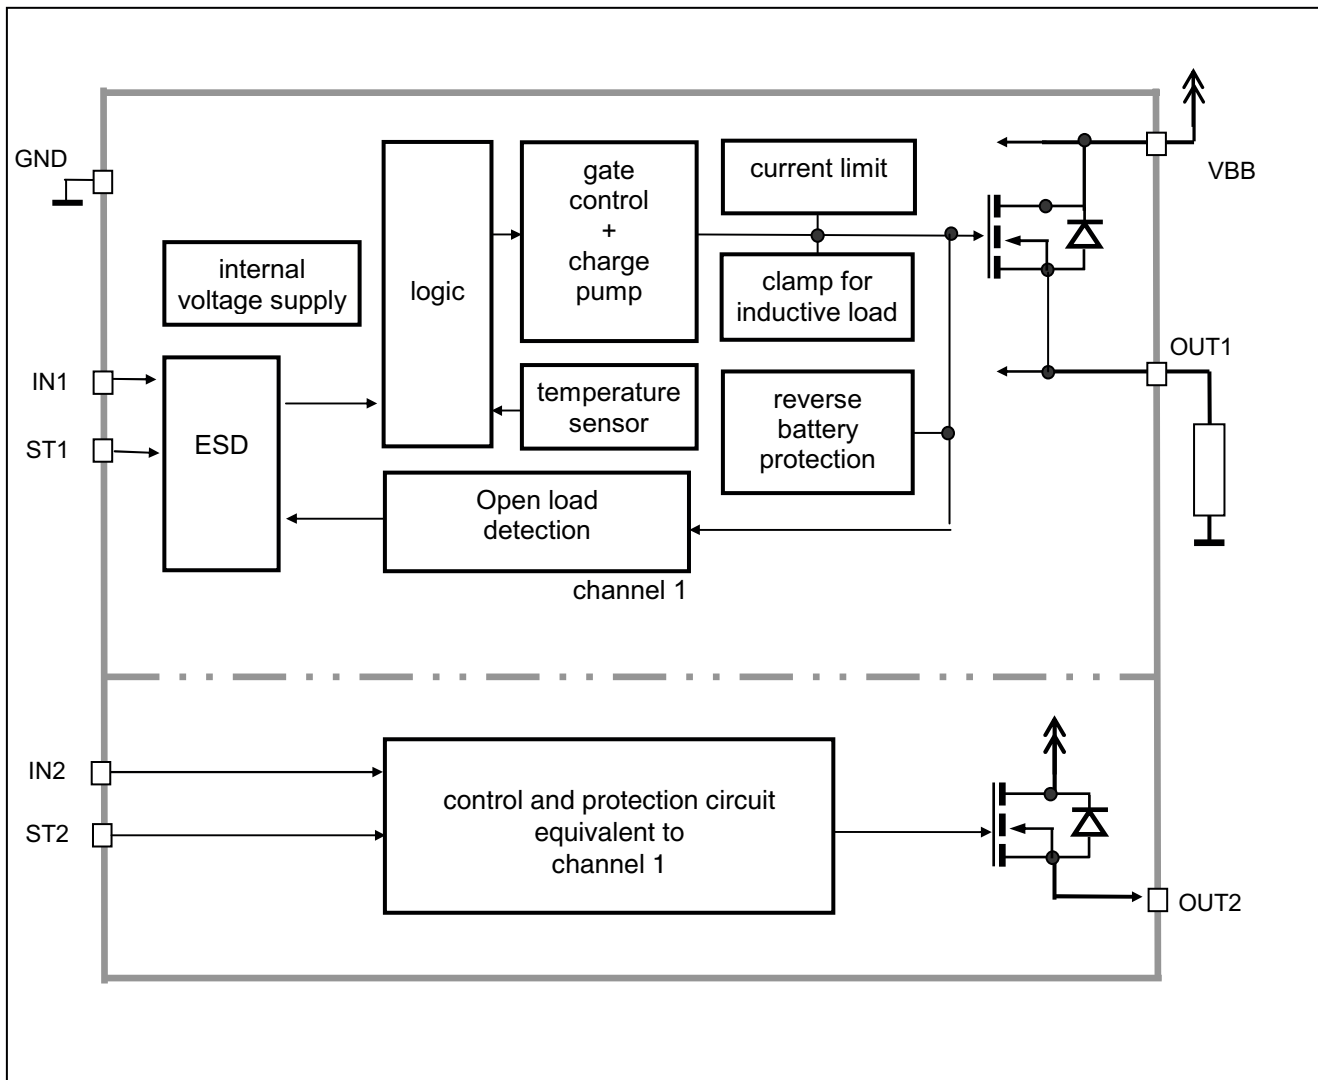 GND
VBB
gate
control
+
charge
pump
current limit
internal
voltage supply
logic
clamp for
inductive load
OUT1
IN1
ST1
ESD
temperature
sensor
reverse
battery
protection
Open load
detection
channel 1
IN2
ST2
control and protection circuit
equivalent to
channel 1
OUT2